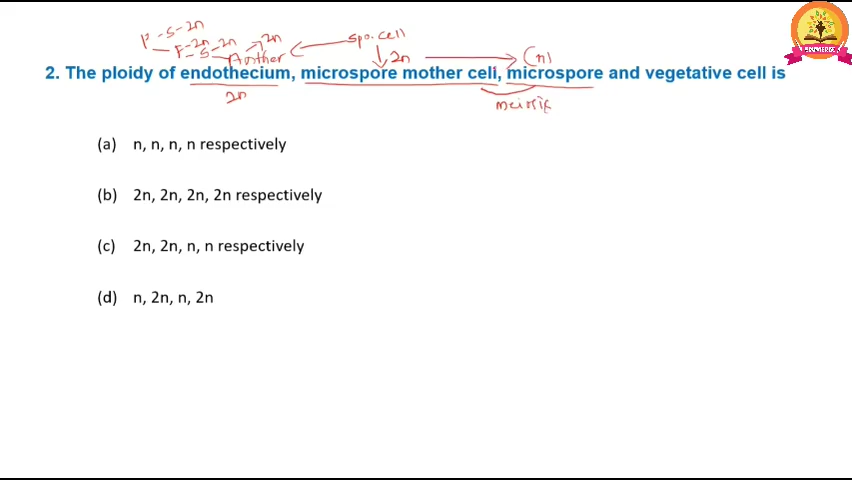 P - S - 2n
F - 2n
S - 2n
2n
Anther
spo. cell
2n
(n)
2. The ploidy of endothecium, microspore mother cell, microspore and vegetative cell is
2n
meiosis
(a) n, n, n, n respectively
(b) 2n, 2n, 2n, 2n respectively
(c) 2n, 2n, n, n respectively
(d) n, 2n, n, 2n